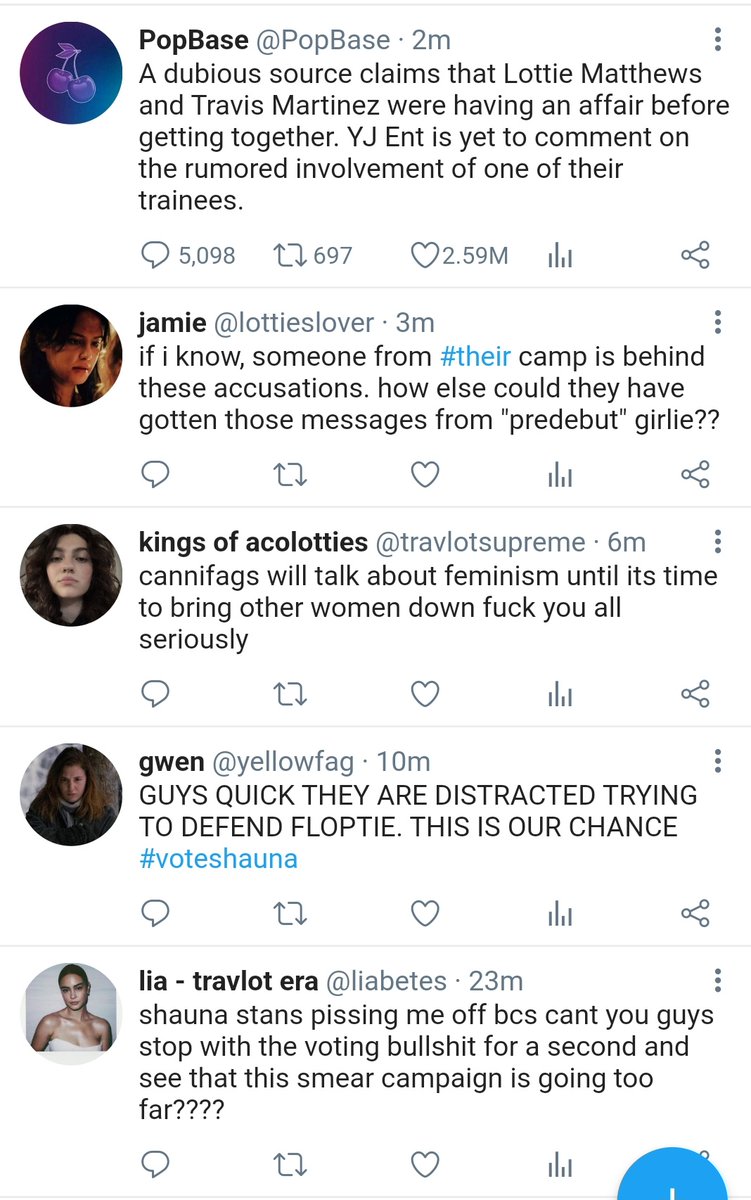 PopBase @PopBase · 2m
A dubious source claims that Lottie Matthews
and Travis Martinez were having an affair before
getting together. YJ Ent is yet to comment on
the rumored involvement of one of their
trainees.
5,098 697 2.59M
jamie @lottieslover · 3m
if i know, someone from #their camp is behind
these accusations. how else could they have
gotten those messages from "predebut" girlie??
kings of acolotties @travlotsupreme · 6m
cannifags will talk about feminism until its time
to bring other women down fuck you all
seriously
gwen @yellowfag · 10m
GUYS QUICK THEY ARE DISTRACTED TRYING
TO DEFEND FLOPTIE. THIS IS OUR CHANCE
#voteshauna
lia - travlot era @liabetes · 23m
shauna stans pissing me off bcs cant you guys
stop with the voting bullshit for a second and
see that this smear campaign is going too
far????